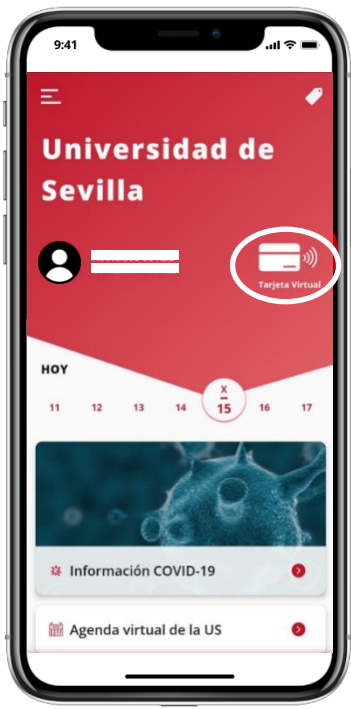 9:41
Universidad de
Sevilla
Tarjeta Virtual
HOY
X
11 12 13 14 15 16 17
Información COVID-19
Agenda virtual de la US